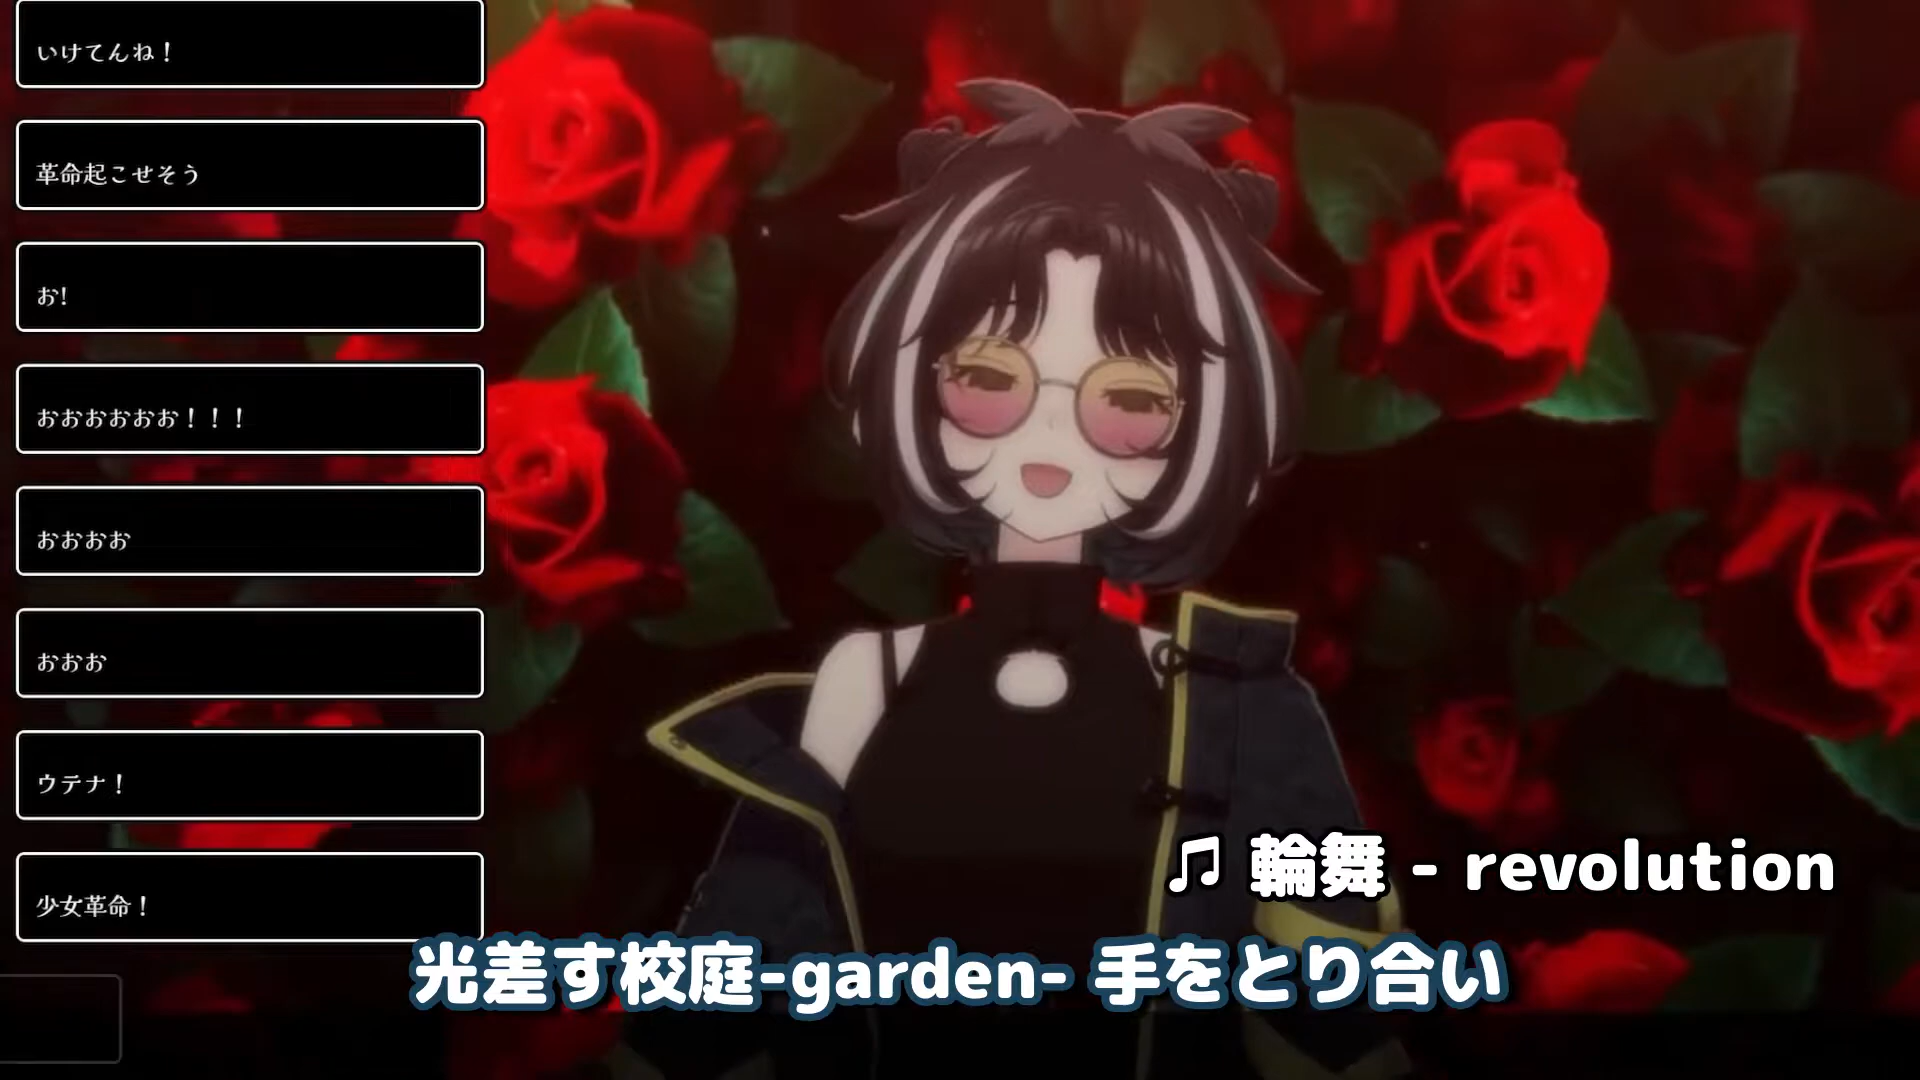 いけてんね！
革命起こせそう
お!
おおおおおお！！！
おおおお
おおお
ウテナ！
少女革命！
♫ 輪舞 - revolution
光差す校庭-garden- 手をとり合い